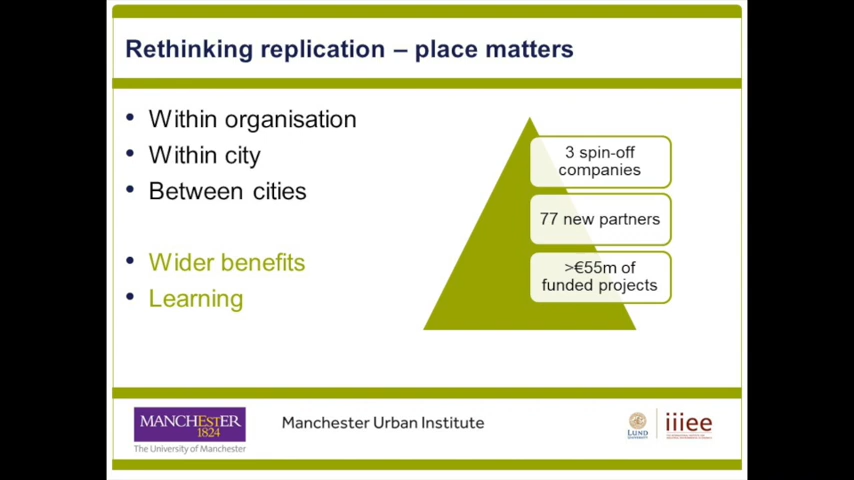 Rethinking replication – place matters
Within organisation
Within city
Between cities
Wider benefits
Learning
3 spin-off
companies
77 new partners
>€55m of
funded projects
MANCHESTER
1824
The University of Manchester
Manchester Urban Institute
LUND
UNIVERSITY
iiiee